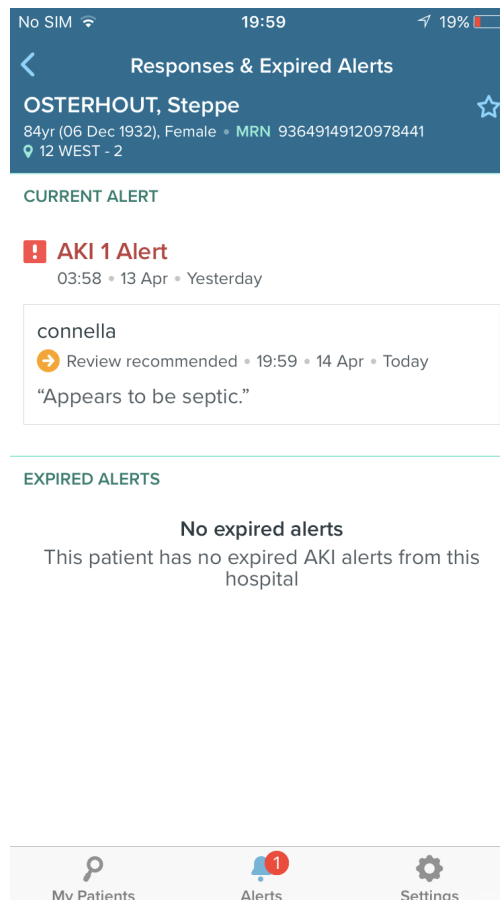 No SIM 19:59 19%
Responses & Expired Alerts
OSTERHOUT, Steppe
84yr (06 Dec 1932), Female • MRN 93649149120978441
12 WEST - 2
CURRENT ALERT
AKI 1 Alert
03:58 • 13 Apr • Yesterday
connella
Review recommended • 19:59 • 14 Apr • Today
“Appears to be septic.”
EXPIRED ALERTS
No expired alerts
This patient has no expired AKI alerts from this
hospital
1
My Patients Alerts Settings